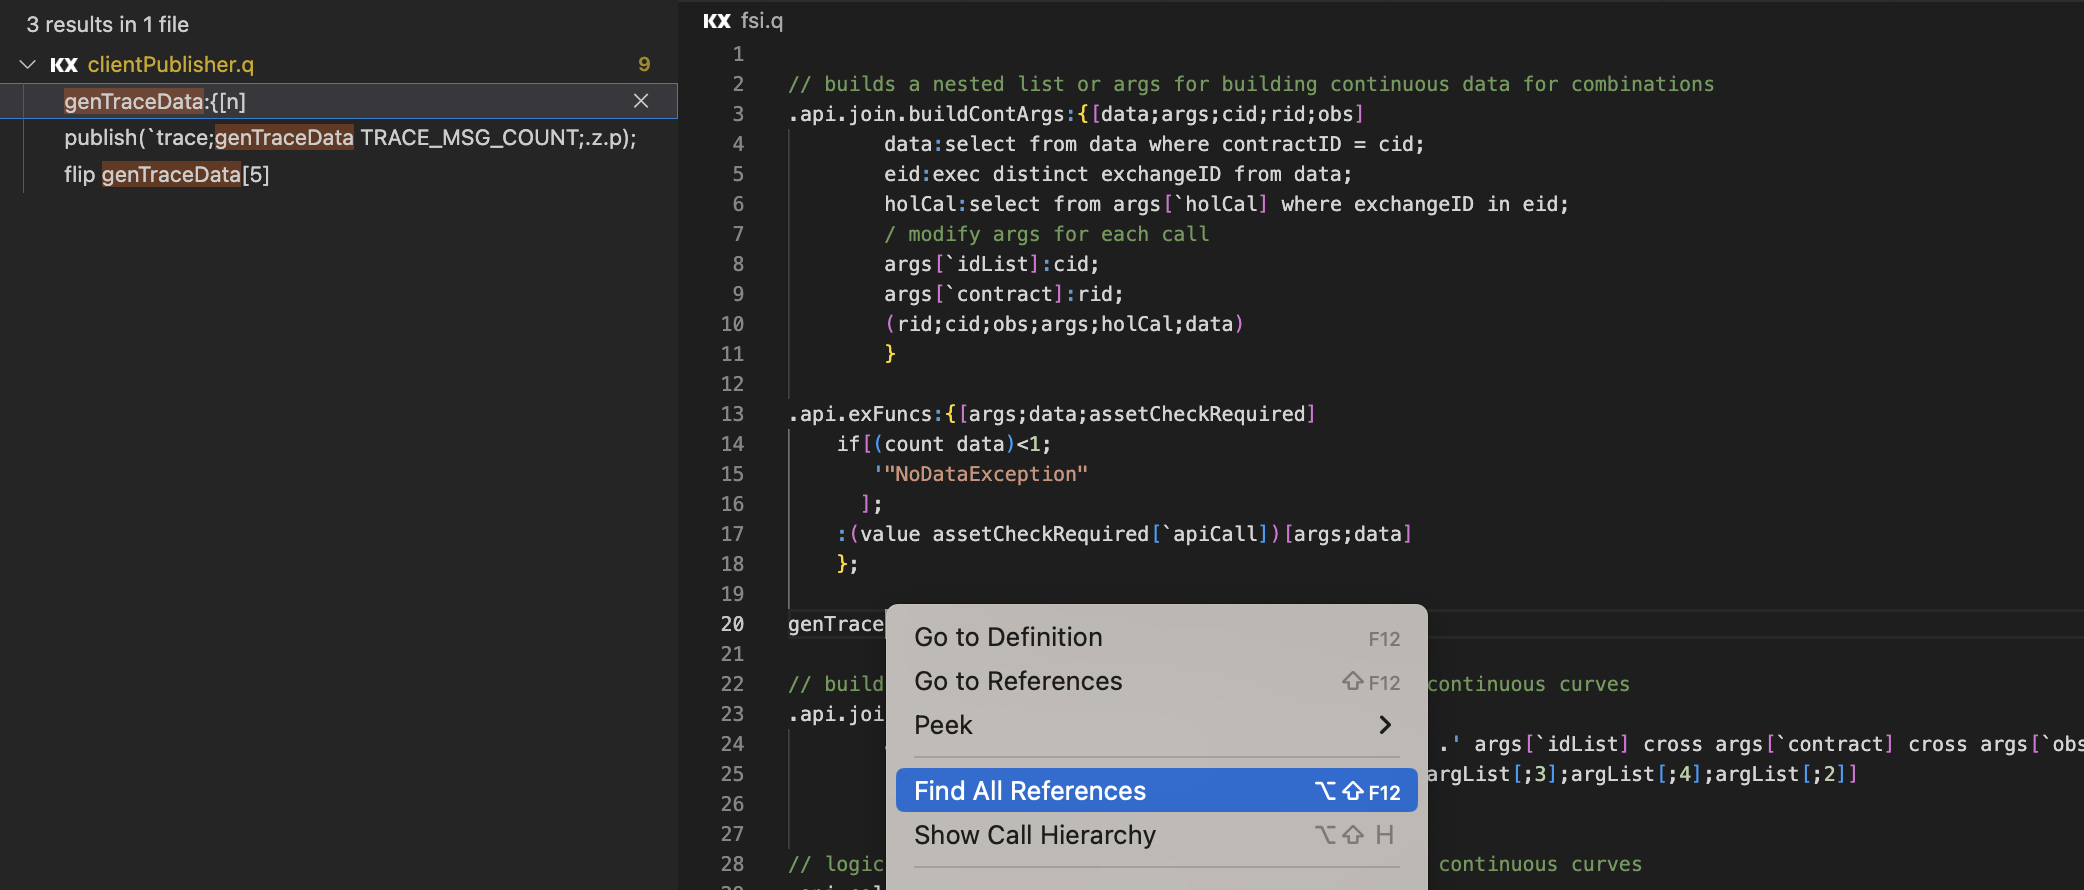 3 results in 1 file
KX clientPublisher.q 9
genTraceData:{[n]
publish(`trace;genTraceData TRACE_MSG_COUNT;.z.p);
flip genTraceData[5]
KX fsi.q
1
2 // builds a nested list or args for building continuous data for combinations
3 .api.join.buildContArgs:{[data;args;cid;rid;obs]
4 data:select from data where contractID = cid;
5 eid:exec distinct exchangeID from data;
6 holCal:select from args[`holCal] where exchangeID in eid;
7 / modify args for each call
8 args[`idList]:cid;
9 args[`contract]:rid;
10 (rid;cid;obs;args;holCal;data)
11 }
12
13 .api.exFuncs:{[args;data;assetCheckRequired]
14 if[(count data)<1;
15 '"NoDataException"
16 ];
17 :(value assetCheckRequired[`apiCall])[args;data]
18 };
19
20 genTrace
21
22 // build continuous curves
23 .api.joi
24 .' args[`idList] cross args[`contract] cross args[`obs
25 argList[;3];argList[;4];argList[;2]]
26
27
28 // logic continuous curves
Go to Definition F12
Go to References ⇧F12
Peek
Find All References ⌥⇧F12
Show Call Hierarchy ⌥⇧ H